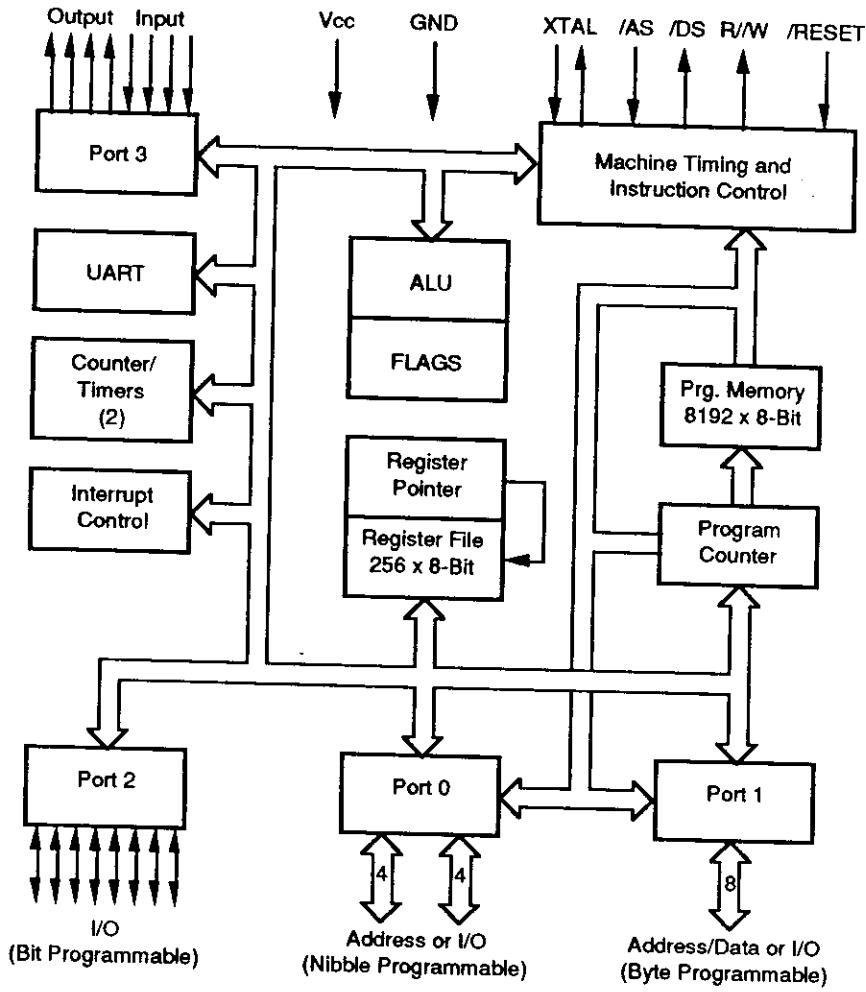 Output Input Vcc GND XTAL /AS /DS R//W /RESET
Port 3
Machine Timing and
Instruction Control
UART
ALU
FLAGS
Counter/
Timers
(2)
Prg. Memory
8192 x 8-Bit
Register
Pointer
Interrupt
Control
Register File
256 x 8-Bit
Program
Counter
Port 2
Port 0
Port 1
4
4
8
I/O
(Bit Programmable)
Address or I/O
(Nibble Programmable)
Address/Data or I/O
(Byte Programmable)